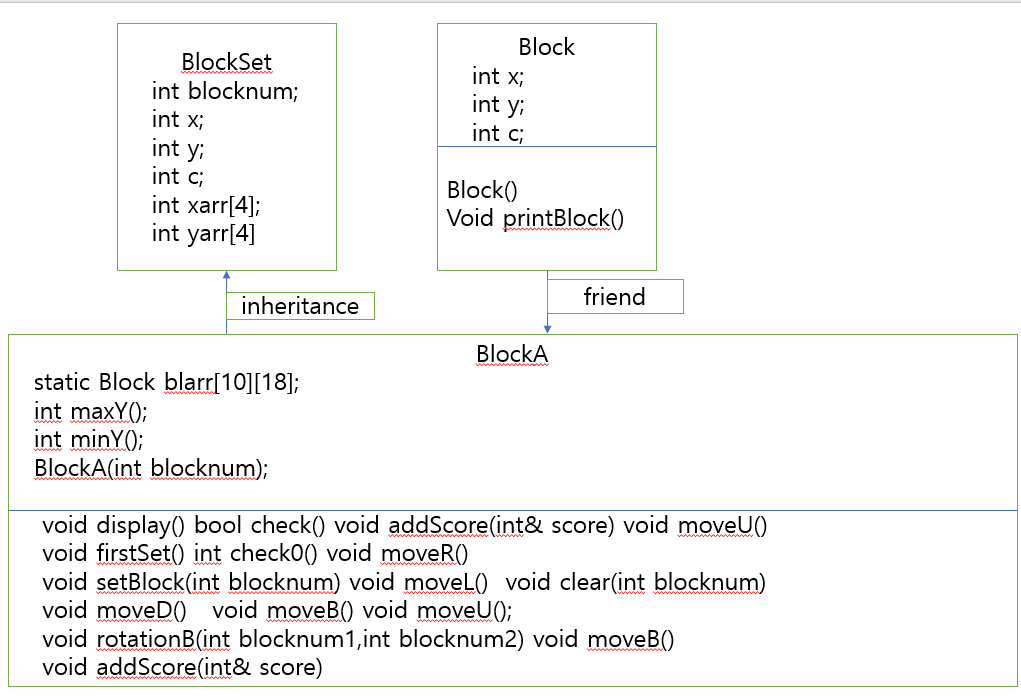 BlockSet
int blocknum;
int x;
int y;
int c;
int xarr[4];
int yarr[4]
Block
int x;
int y;
int c;
Block()
Void printBlock()
inheritance
friend
BlockA
static Block blarr[10][18];
int maxY();
int minY();
BlockA(int blocknum);
void display() bool check() void addScore(int& score) void moveU()
void firstSet() int check0() void moveR()
void setBlock(int blocknum) void moveL() void clear(int blocknum)
void moveD() void moveB() void moveU();
void rotationB(int blocknum1,int blocknum2) void moveB()
void addScore(int& score)